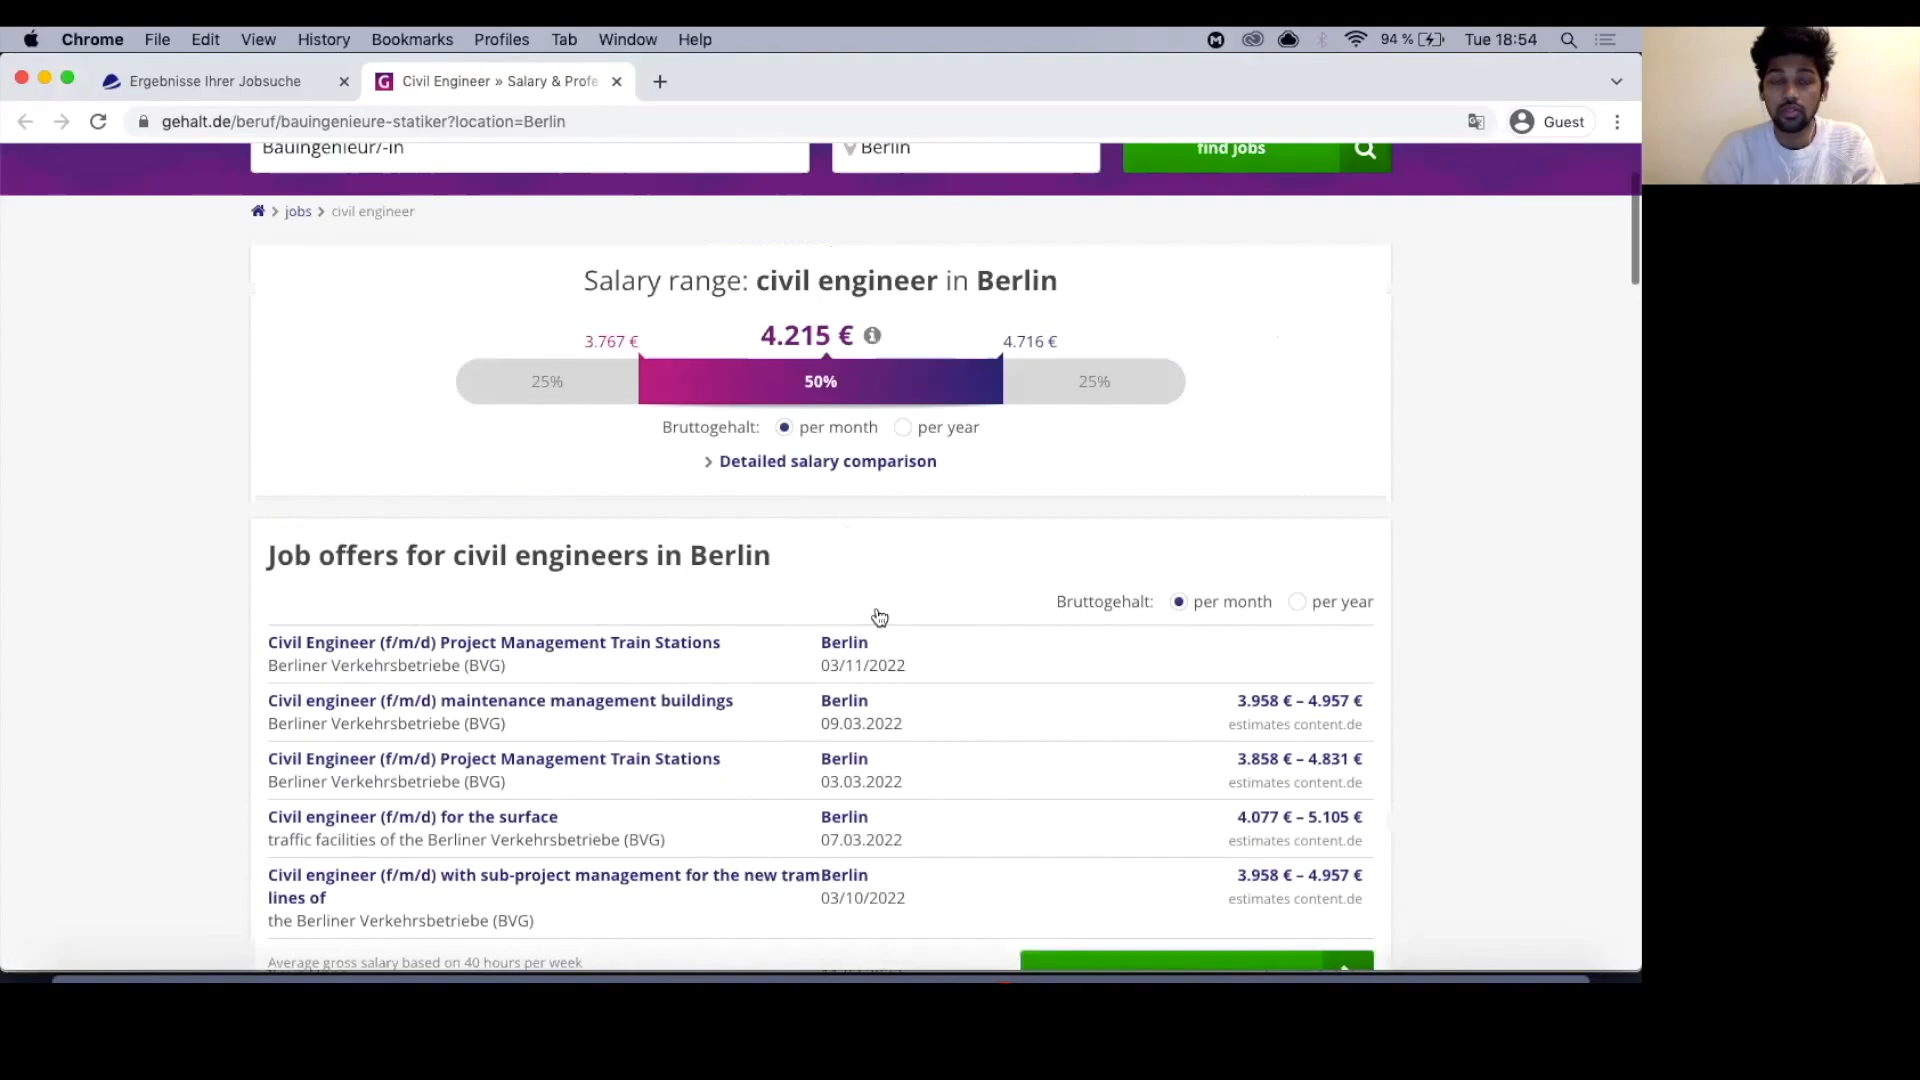 Chrome File Edit View History Bookmarks Profiles Tab Window Help 94 % Tue 18:54
Ergebnisse Ihrer Jobsuche
Civil Engineer » Salary & Profe
gehalt.de/beruf/bauingenieure-statiker?location=Berlin
Guest
Bauingenieur/-in
Berlin
find jobs
jobs
civil engineer
Salary range: civil engineer in Berlin
3.767 €
4.215 €
4.716 €
25%
50%
25%
Bruttogehalt: per month per year
Detailed salary comparison
Job offers for civil engineers in Berlin
Bruttogehalt: per month per year
Civil Engineer (f/m/d) Project Management Train Stations
Berliner Verkehrsbetriebe (BVG)
Berlin
03/11/2022
Civil engineer (f/m/d) maintenance management buildings
Berliner Verkehrsbetriebe (BVG)
Berlin
09.03.2022
3.958 € – 4.957 €
estimates content.de
Civil Engineer (f/m/d) Project Management Train Stations
Berliner Verkehrsbetriebe (BVG)
Berlin
03.03.2022
3.858 € – 4.831 €
estimates content.de
Civil engineer (f/m/d) for the surface
traffic facilities of the Berliner Verkehrsbetriebe (BVG)
Berlin
07.03.2022
4.077 € – 5.105 €
estimates content.de
Civil engineer (f/m/d) with sub-project management for the new tram
lines of
the Berliner Verkehrsbetriebe (BVG)
Berlin
03/10/2022
3.958 € – 4.957 €
estimates content.de
Average gross salary based on 40 hours per week